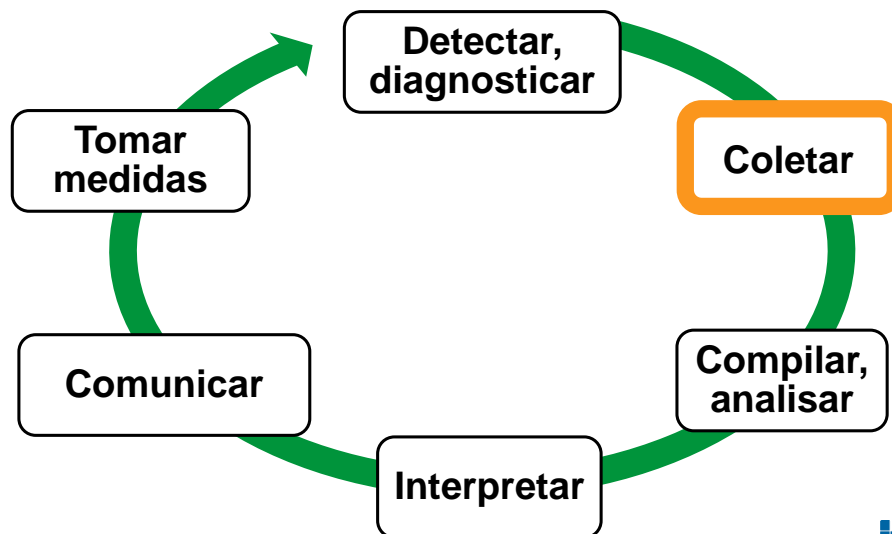 Detectar,
diagnosticar
Coletar
Compilar,
analisar
Interpretar
Comunicar
Tomar
medidas